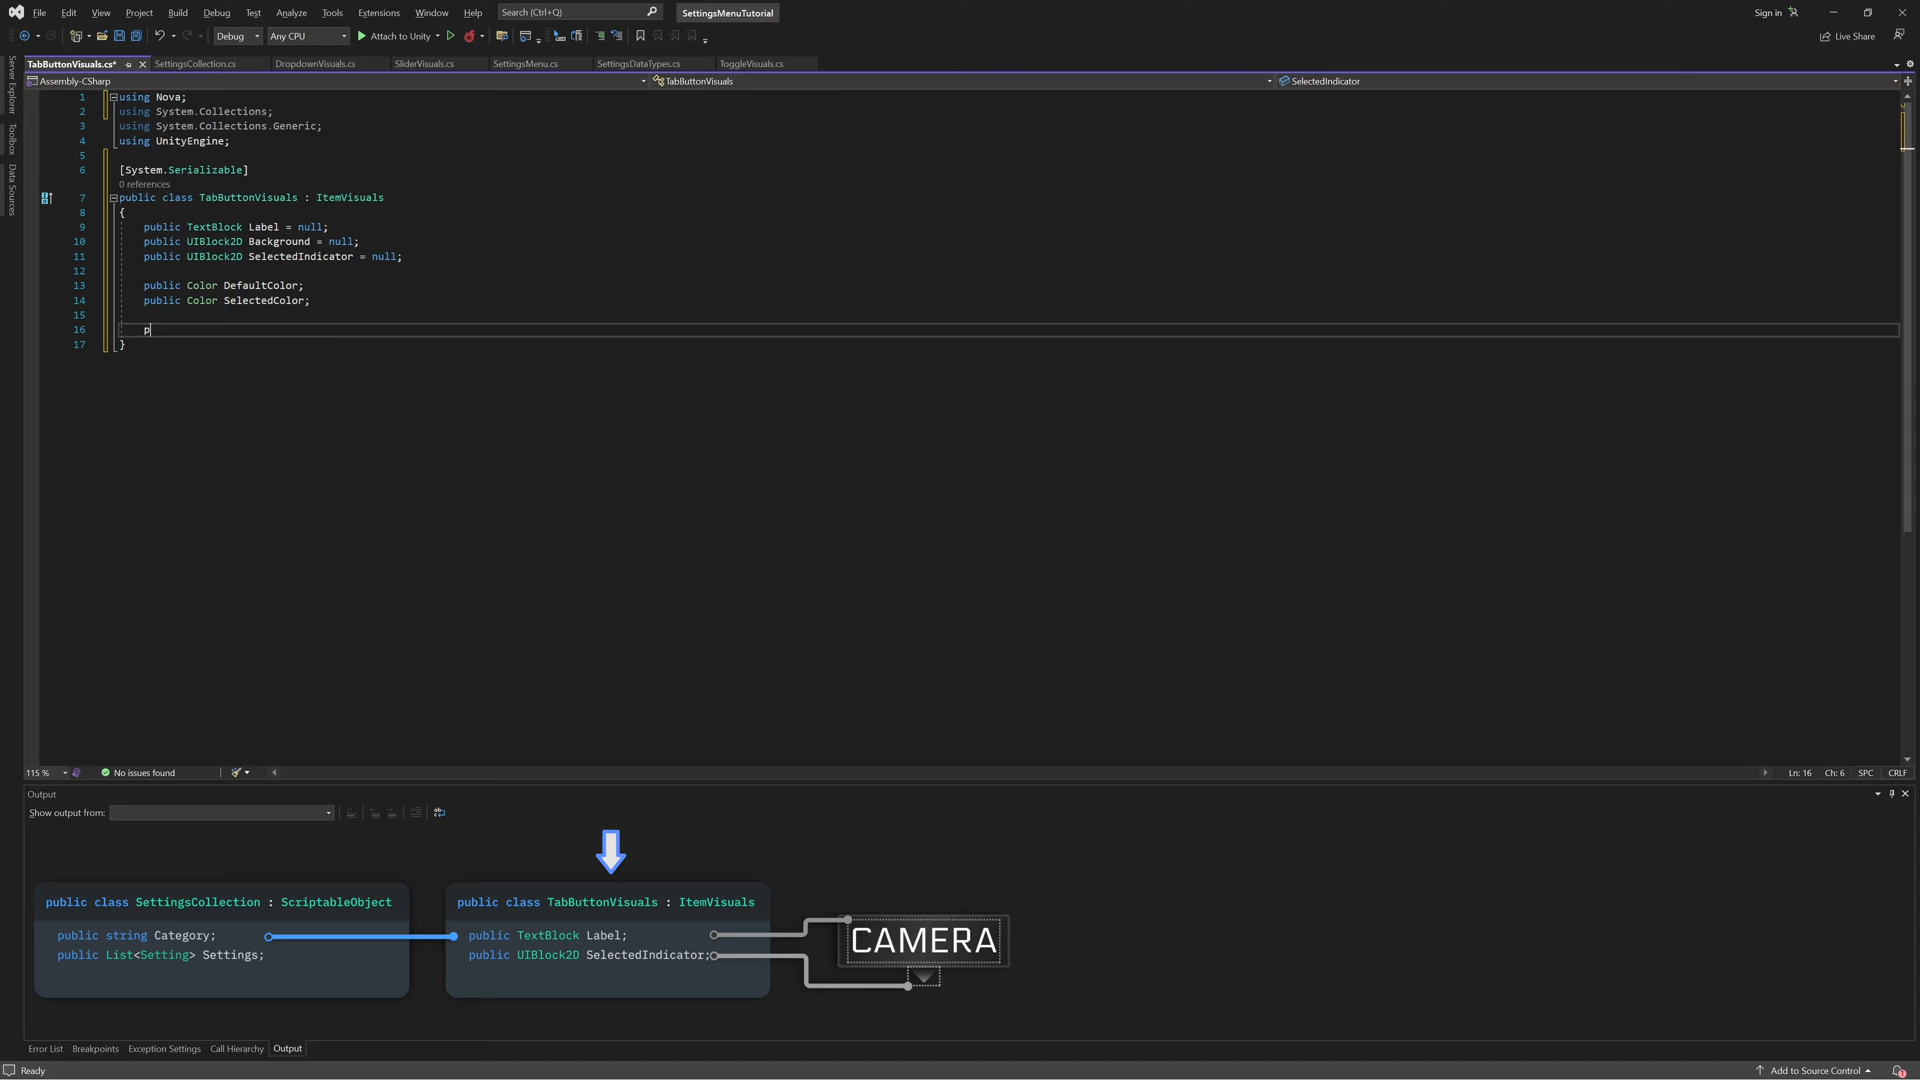 File Edit View Project Build Debug Test Analyze Tools Extensions Window Help Search (Ctrl+Q) SettingsMenuTutorial Sign in
Debug Any CPU Attach to Unity Live Share
TabButtonVisuals.cs* SettingsCollection.cs DropdownVisuals.cs SliderVisuals.cs SettingsMenu.cs SettingsDataTypes.cs ToggleVisuals.cs
Assembly-CSharp TabButtonVisuals SelectedIndicator
Server Explorer
Toolbox
Data Sources
1 using Nova;
2 using System.Collections;
3 using System.Collections.Generic;
4 using UnityEngine;
5
6 [System.Serializable]
0 references
7 public class TabButtonVisuals : ItemVisuals
8 {
9 public TextBlock Label = null;
10 public UIBlock2D Background = null;
11 public UIBlock2D SelectedIndicator = null;
12
13 public Color DefaultColor;
14 public Color SelectedColor;
15
16 p
17 }
115 % No issues found Ln: 16 Ch: 6 SPC CRLF
Output
Show output from:
public class SettingsCollection : ScriptableObject
public string Category;
public List<Setting> Settings;
public class TabButtonVisuals : ItemVisuals
public TextBlock Label;
public UIBlock2D SelectedIndicator;
CAMERA
Error List Breakpoints Exception Settings Call Hierarchy Output
Ready Add to Source Control 1